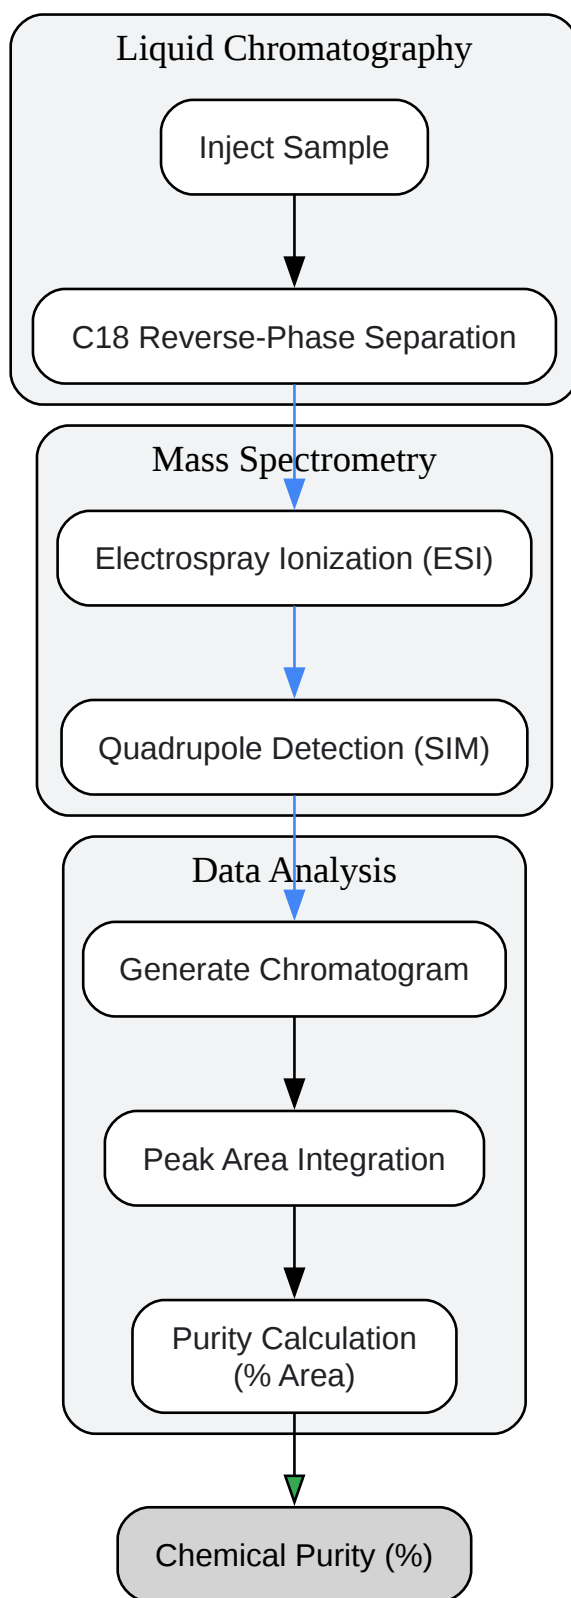 Liquid Chromatography
Inject Sample
C18 Reverse-Phase Separation
Mass Spectrometry
Electrospray Ionization (ESI)
Quadrupole Detection (SIM)
Data Analysis
Generate Chromatogram
Peak Area Integration
Purity Calculation
(% Area)
Chemical Purity (%)